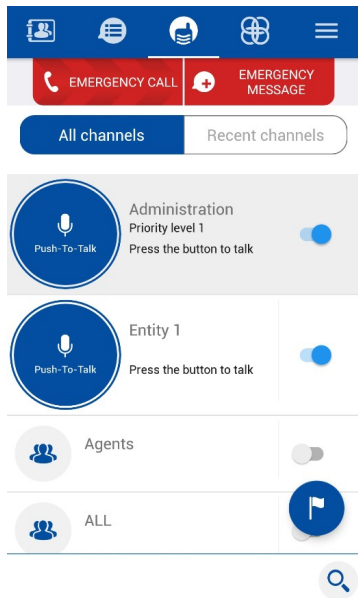 EMERGENCY CALL
EMERGENCY
MESSAGE
All channels
Recent channels
Administration
Priority level 1
Push-To-Talk
Press the button to talk
Entity 1
Push-To-Talk
Press the button to talk
Agents
ALL